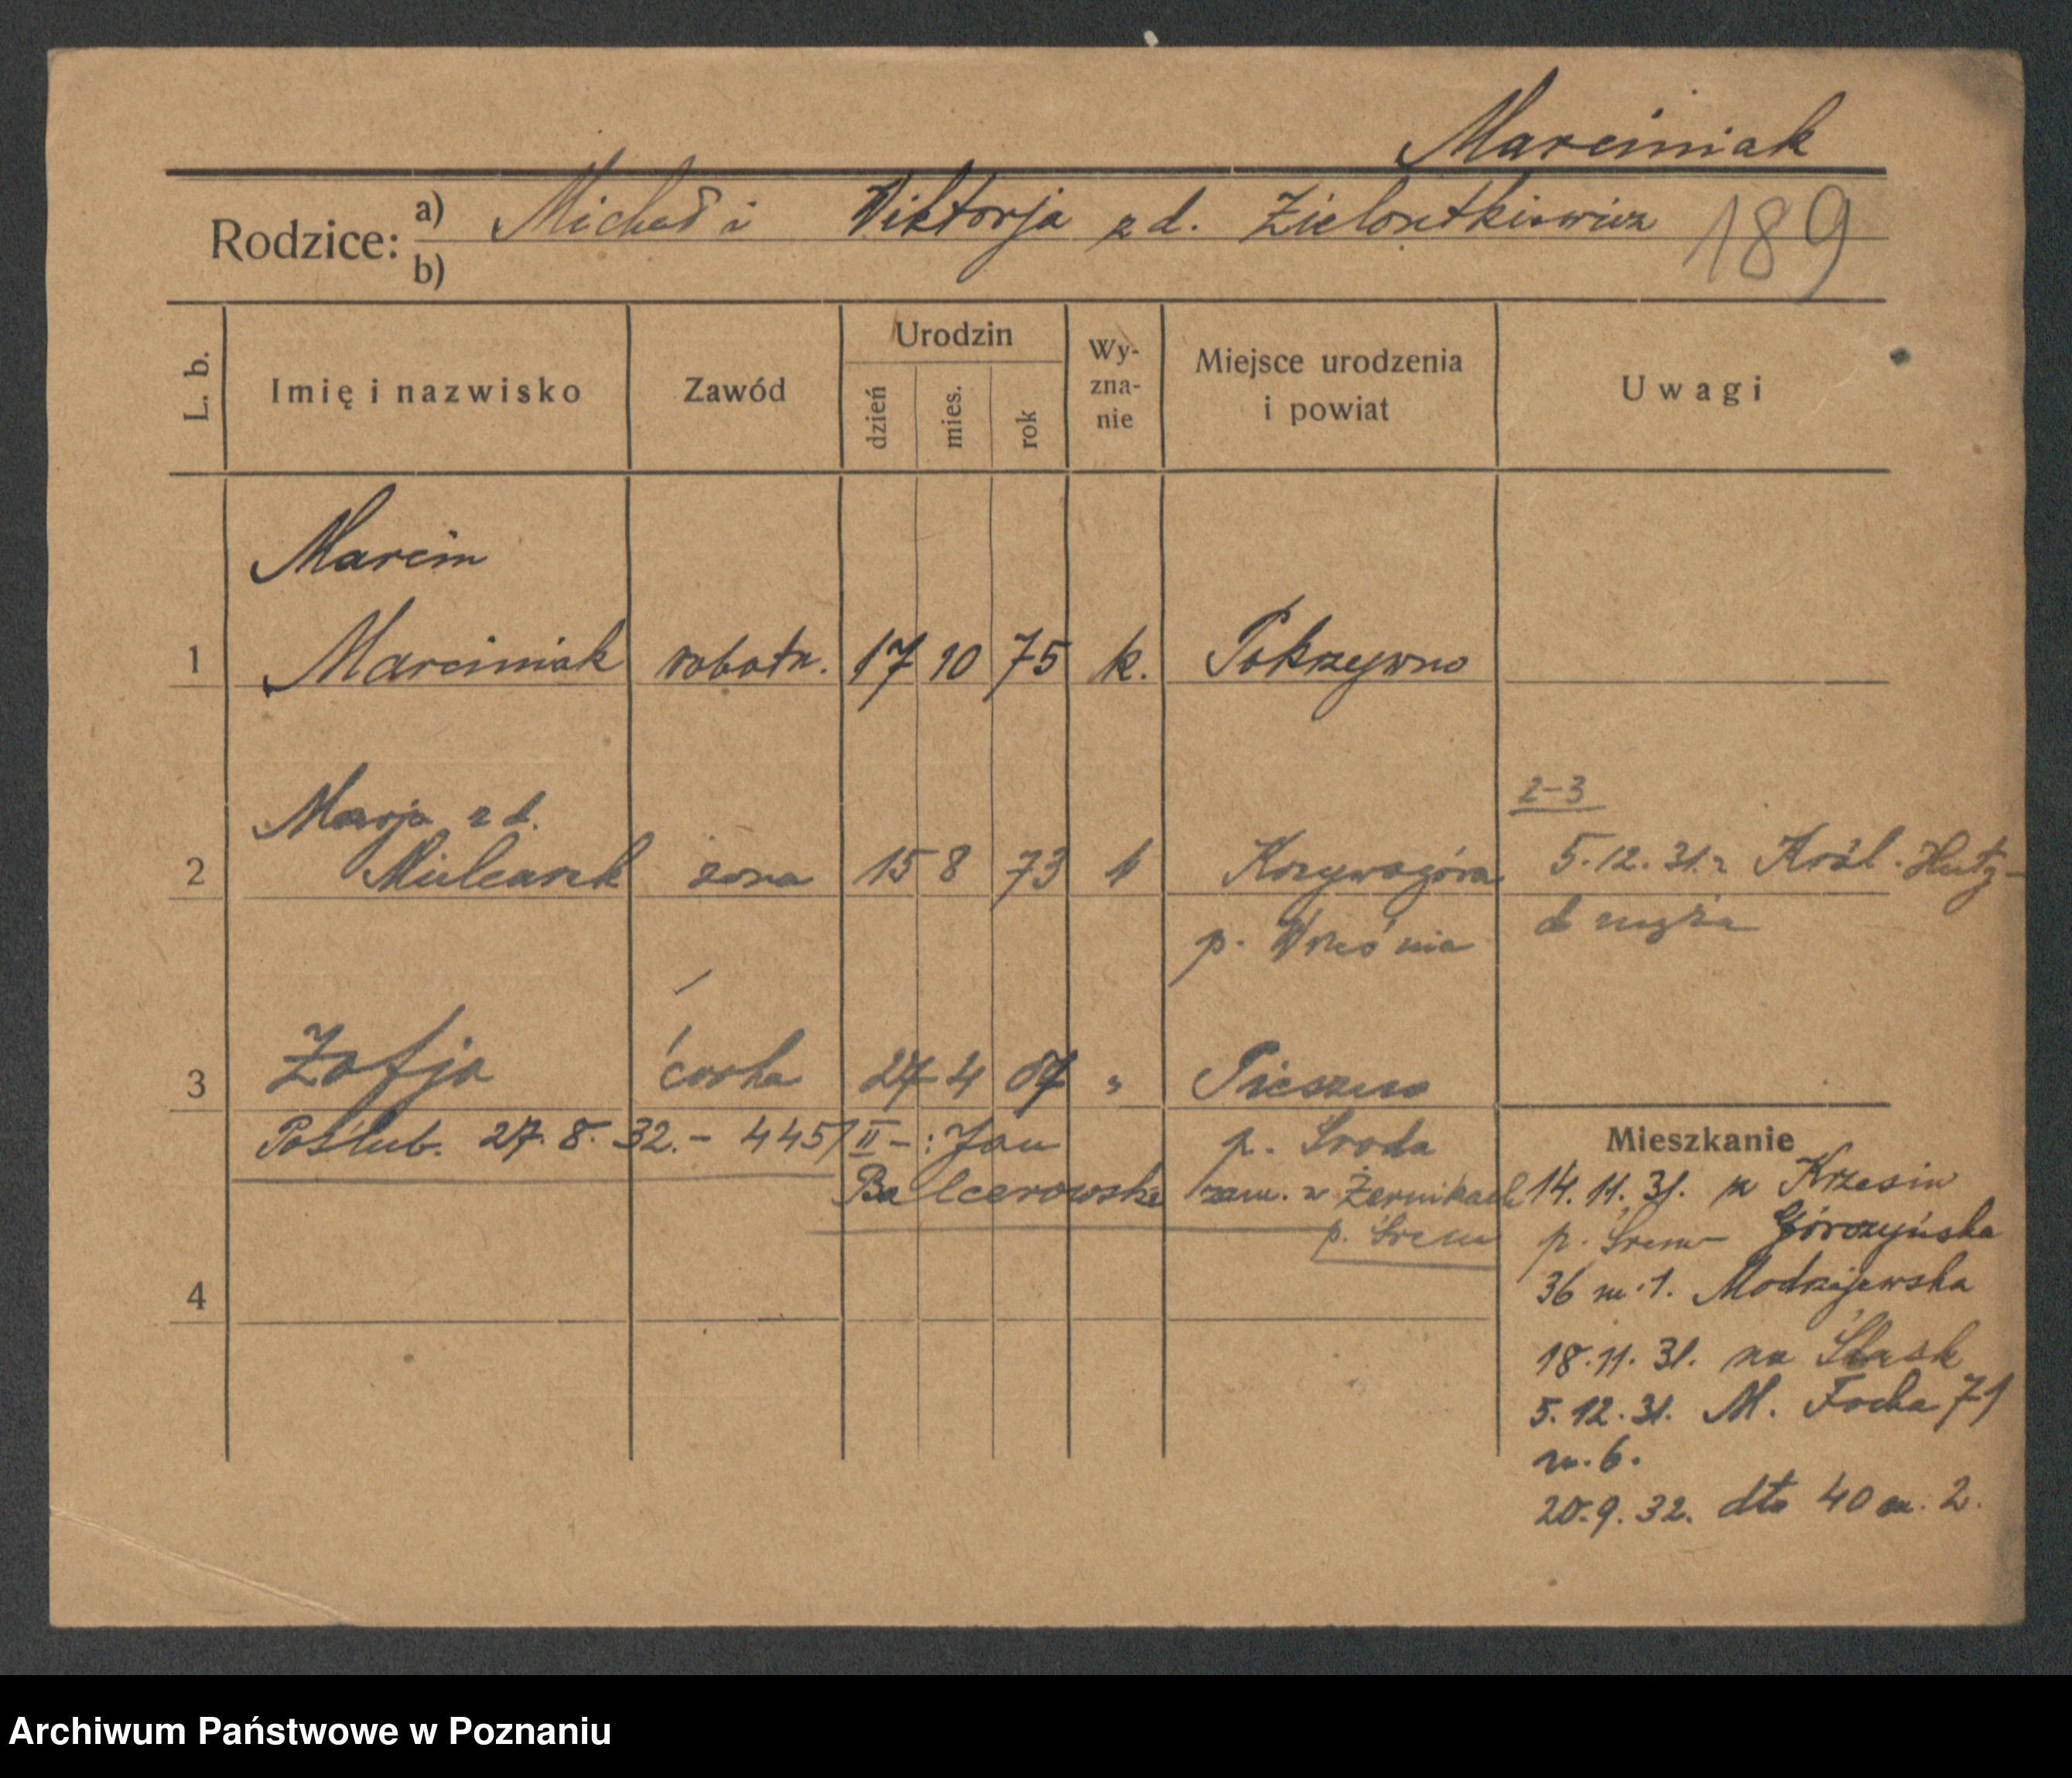 Marciniak
Rodzice: a) Michał i Wiktorja z d. Zielontkiewicz 189
b)
L. b.
Imię i nazwisko
Zawód
Urodzin
dzień
mies.
rok
Wy-
zna-
nie
Miejsce urodzenia
i powiat
Uwagi
Marcin
1 Marciniak robotn. 17 10 75 k. Pokrzywno
2-3
Marja z d.
2 Mielcarek żona 15 8 73 Krzywagóra 5.12.31. z Król. Huty
p. Września do męża
3 Zofja córka 27 4 07 " Pieszewo
Poślub. 27. 8. 32. - 445/II - : Jan p. Środa
Mieszkanie
Balcerowski zam. w Żernikach
p. Śrem
14. 11. 31. z Krzesin
p. Śrem Górczyńska
36 m. 1. Modrzejewska
4
18. 11. 31. na Śląsk
5. 12. 31. M. Focha 71
m. 6.
20. 9. 32. dto 40 m. 2.
Archiwum Państwowe w Poznaniu